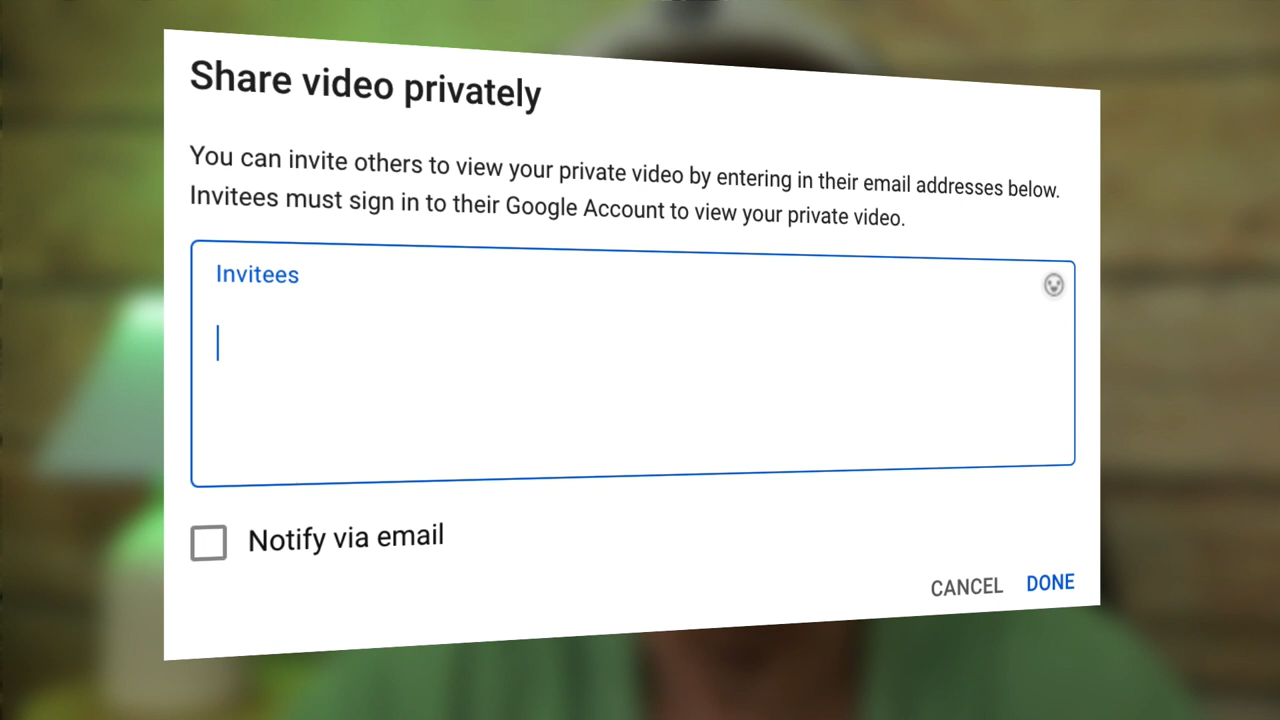 Share video privately
You can invite others to view your private video by entering in their email addresses below.
Invitees must sign in to their Google Account to view your private video.
Invitees
Notify via email
CANCEL DONE